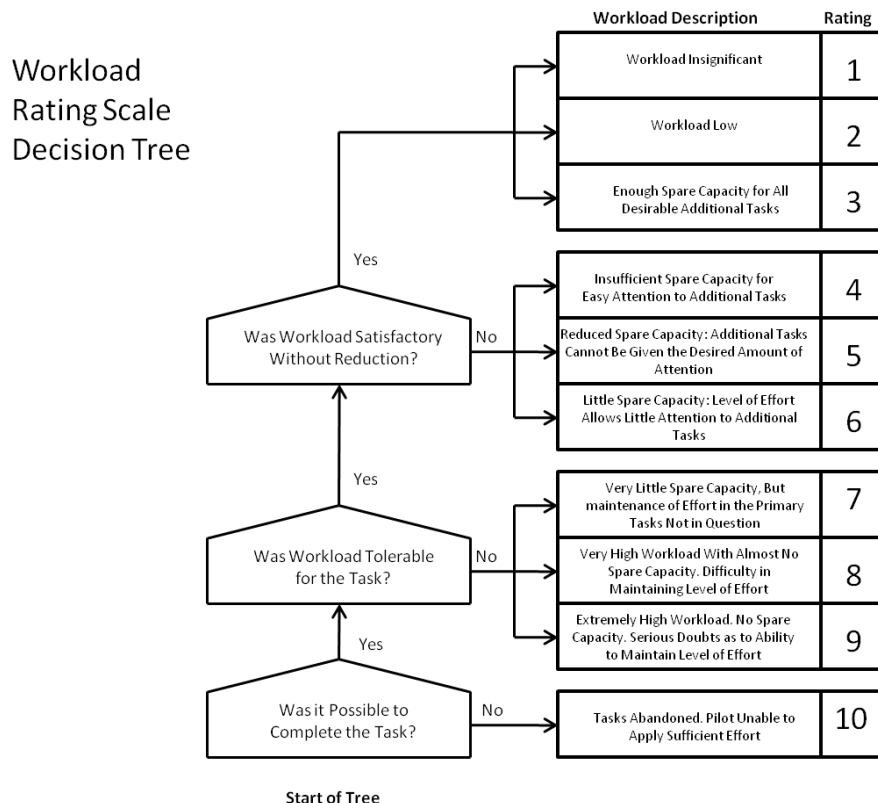 Workload Description Rating
Workload
Rating Scale
Decision Tree
Workload Insignificant 1
Workload Low 2
Enough Spare Capacity for All
Desirable Additional Tasks
3
Yes
Was Workload Satisfactory
Without Reduction?
No
Insufficient Spare Capacity for
Easy Attention to Additional Tasks
4
Reduced Spare Capacity: Additional Tasks
Cannot Be Given the Desired Amount of
Attention
5
Little Spare Capacity: Level of Effort
Allows Little Attention to Additional
Tasks
6
Yes
Was Workload Tolerable
for the Task?
No
Very Little Spare Capacity, But
maintenance of Effort in the Primary
Tasks Not in Question
7
Very High Workload With Almost No
Spare Capacity. Difficulty in
Maintaining Level of Effort
8
Extremely High Workload. No Spare
Capacity. Serious Doubts as to Ability
to Maintain Level of Effort
9
Yes
Was it Possible to
Complete the Task?
No
Tasks Abandoned. Pilot Unable to
Apply Sufficient Effort
10
Start of Tree